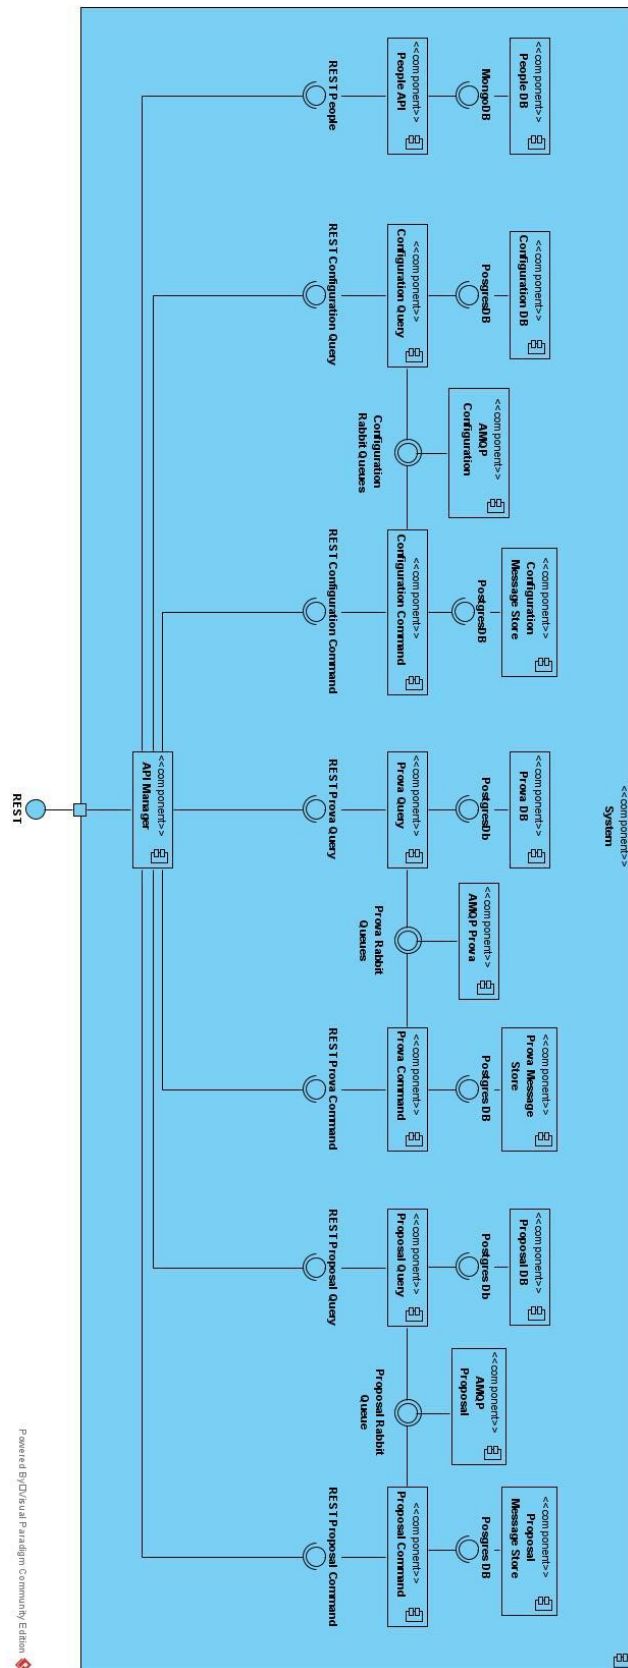 <<component>>
System
<<component>>
People DB
<<component>>
Configuration DB
<<component>>
Configuration
Message Store
<<component>>
Prova DB
<<component>>
Prova Message
Store
<<component>>
Proposal DB
<<component>>
Proposal
Message Store
MongoDB
PosgresDB
<<component>>
AMQP
Configuration
PostgresDB
PostgresDb
<<component>>
AMQP Prova
Postgres DB
Postgres Db
<<component>>
AMQP
Proposal
Posgres DB
<<component>>
People API
<<component>>
Configuration Query
Configuration
Rabbit Queues
<<component>>
Configuration Command
<<component>>
Prova Query
Prova Rabbit
Queues
<<component>>
Prova Command
<<component>>
Proposal Query
Proposal Rabbit
Queue
<<component>>
Proposal Command
REST People
REST Configuration Query
REST Configuration Command
REST Prova Query
REST Prova Command
REST Proposal Query
REST Proposal Command
<<component>>
API Manager
REST
Powered By Visual Paradigm Community Edition